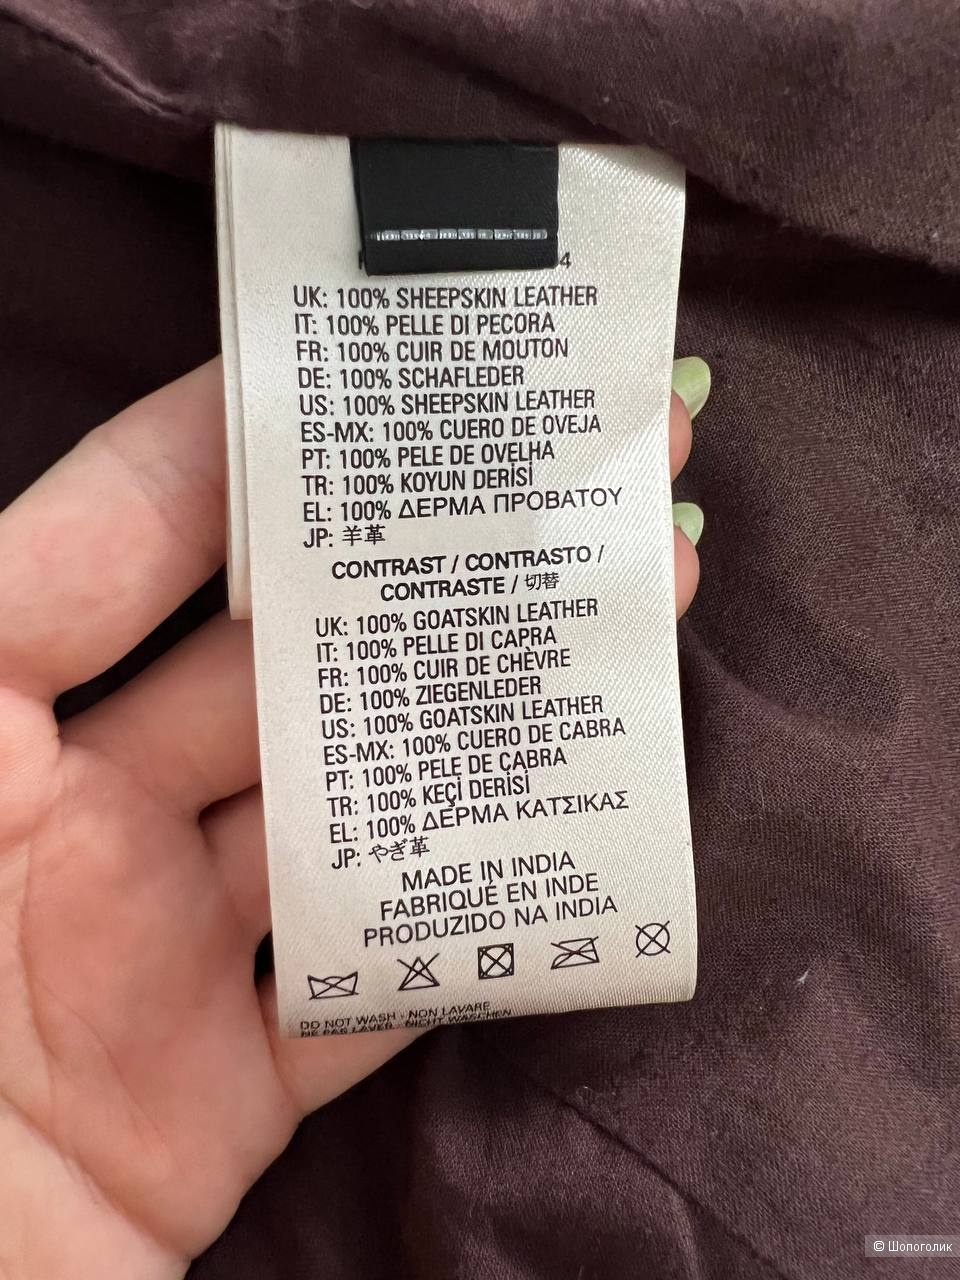 4
UK: 100% SHEEPSKIN LEATHER
IT: 100% PELLE DI PECORA
FR: 100% CUIR DE MOUTON
DE: 100% SCHAFLEDER
US: 100% SHEEPSKIN LEATHER
ES-MX: 100% CUERO DE OVEJA
PT: 100% PELE DE OVELHA
TR: 100% KOYUN DERİSİ
EL: 100% ΔΕΡΜΑ ΠΡΟΒΑΤΟΥ
JP: 羊革
CONTRAST / CONTRASTO /
CONTRASTE / 切替
UK: 100% GOATSKIN LEATHER
IT: 100% PELLE DI CAPRA
FR: 100% CUIR DE CHÈVRE
DE: 100% ZIEGENLEDER
US: 100% GOATSKIN LEATHER
ES-MX: 100% CUERO DE CABRA
PT: 100% PELE DE CABRA
TR: 100% KEÇİ DERİSİ
EL: 100% ΔΕΡΜΑ ΚΑΤΣΙΚΑΣ
JP: やぎ革
MADE IN INDIA
FABRIQUÉ EN INDE
PRODUZIDO NA INDIA
DO NOT WASH - NON LAVARE
NE PAS LAVER - NICHT WASCHEN
© Шопоголик